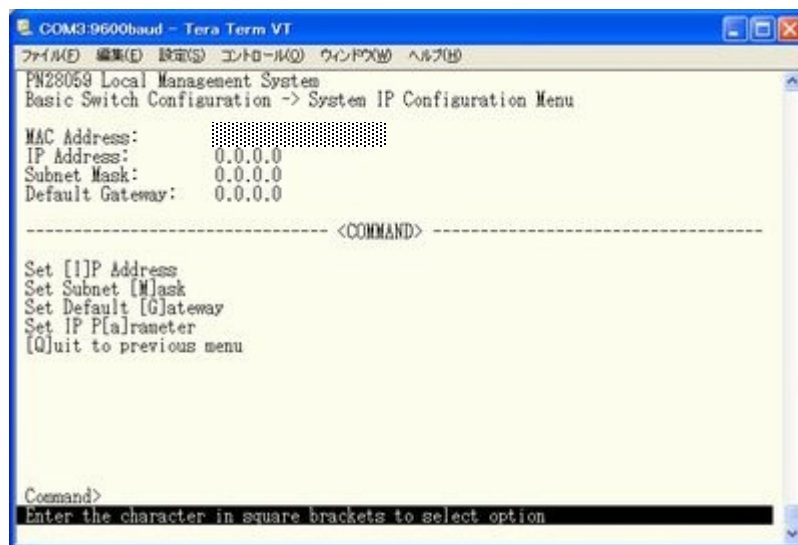 COM3:9600baud - Tera Term VT
ファイル(F) 編集(E) 設定(S) コントロール(O) ウィンドウ(W) ヘルプ(H)
PN28059 Local Management System
Basic Switch Configuration -> System IP Configuration Menu
MAC Address:
IP Address: 0.0.0.0
Subnet Mask: 0.0.0.0
Default Gateway: 0.0.0.0
-------------------------------- <COMMAND> ----------------------------------
Set [I]P Address
Set Subnet [M]ask
Set Default [G]ateway
Set IP P[a]rameter
[Q]uit to previous menu
Command>
Enter the character in square brackets to select option